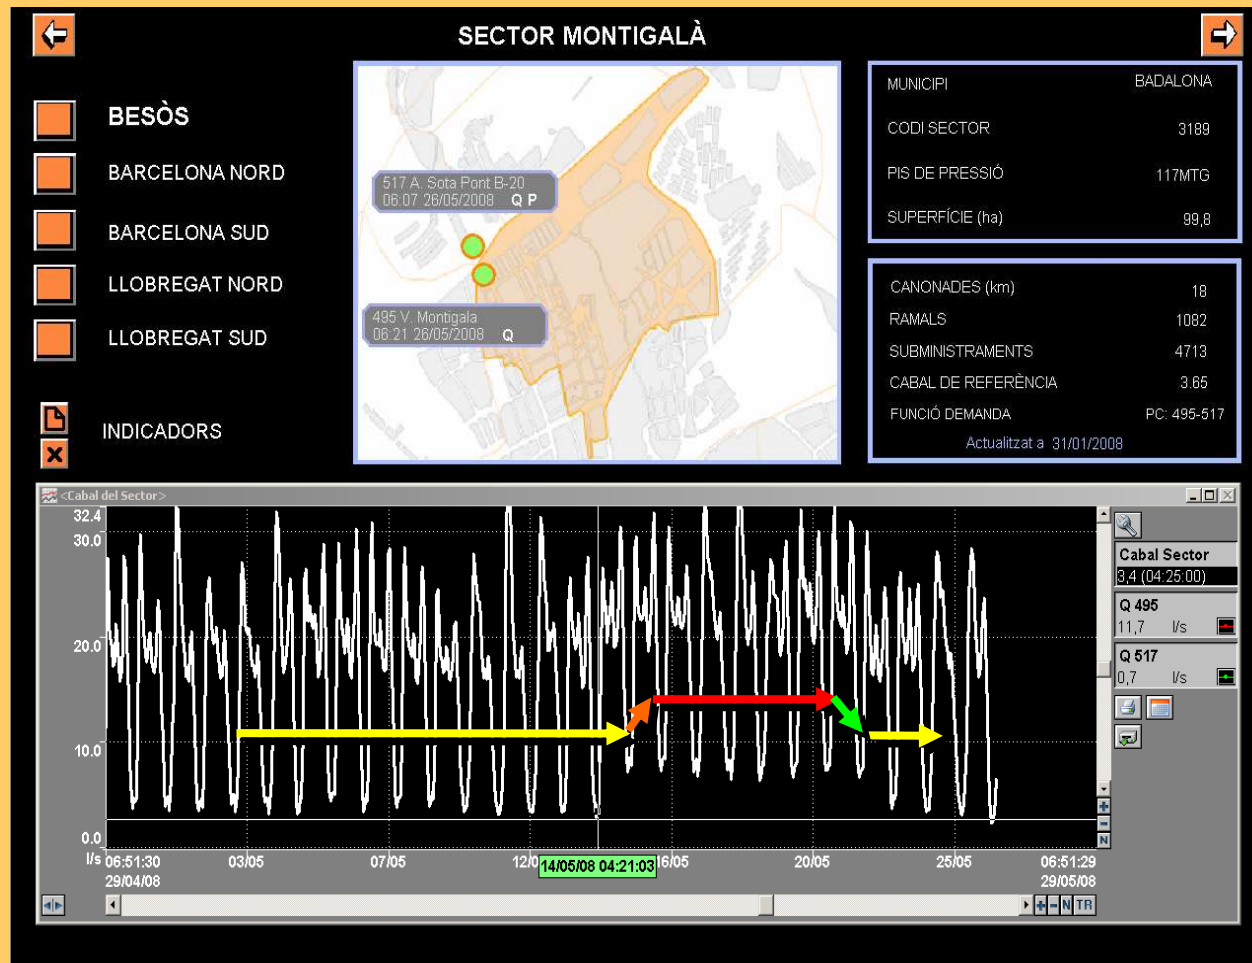 SECTOR MONTIGALÀ
BESÒS
BARCELONA NORD
BARCELONA SUD
LLOBREGAT NORD
LLOBREGAT SUD
INDICADORS
517 A. Sota Pont B-20
06:07 26/05/2008 Q P
495 V. Montigala
06:21 26/05/2008 Q
MUNICIPI BADALONA
CODI SECTOR 3189
PIS DE PRESSIÓ 117MTG
SUPERFÍCIE (ha) 99,8
CANONADES (km) 18
RAMALS 1082
SUBMINISTRAMENTS 4713
CABAL DE REFERÈNCIA 3.65
FUNCIÓ DEMANDA PC: 495-517
Actualitzat a 31/01/2008
<Cabal del Sector>
32.4
30.0
20.0
10.0
0.0
l/s
06:51:30
29/04/08
03/05
07/05
12/0
14/05/08 04:21:03
16/05
20/05
25/05
06:51:29
29/05/08
Cabal Sector
3,4 (04:25:00)
Q 495
11,7 l/s
Q 517
0,7 l/s
+
-
N
+ - N TR